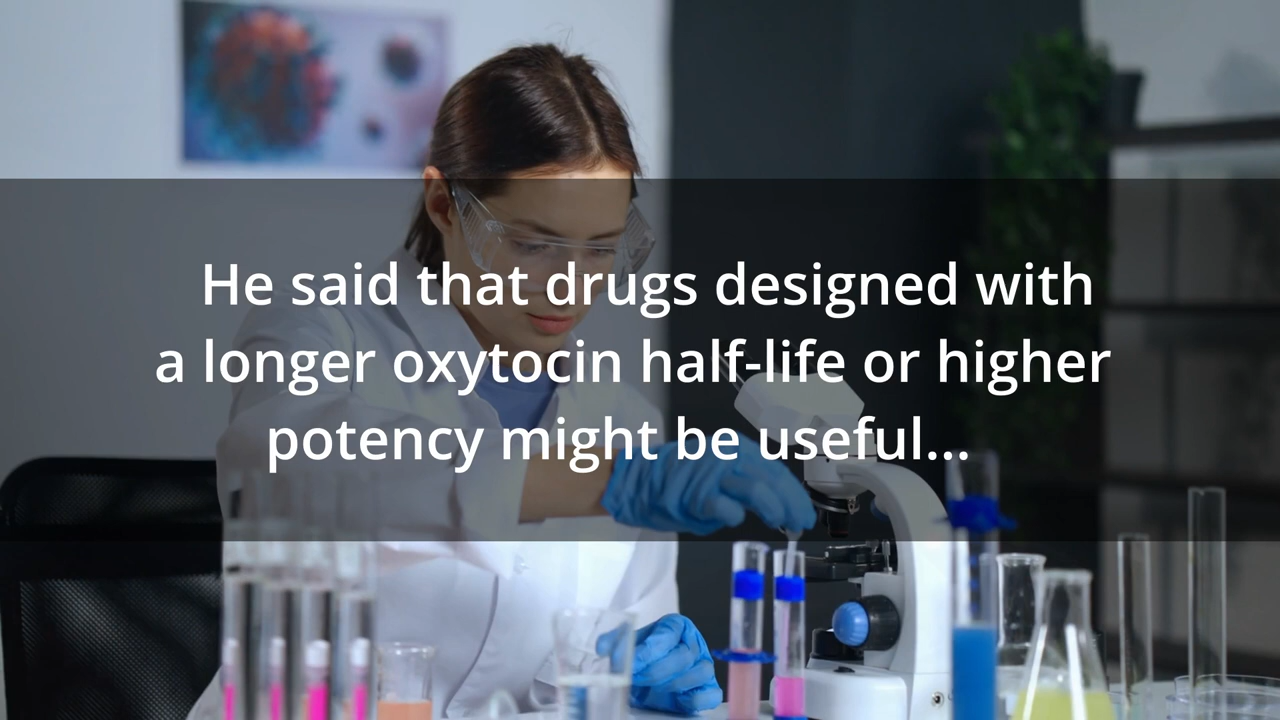 He said that drugs designed with
a longer oxytocin half-life or higher
potency might be useful...